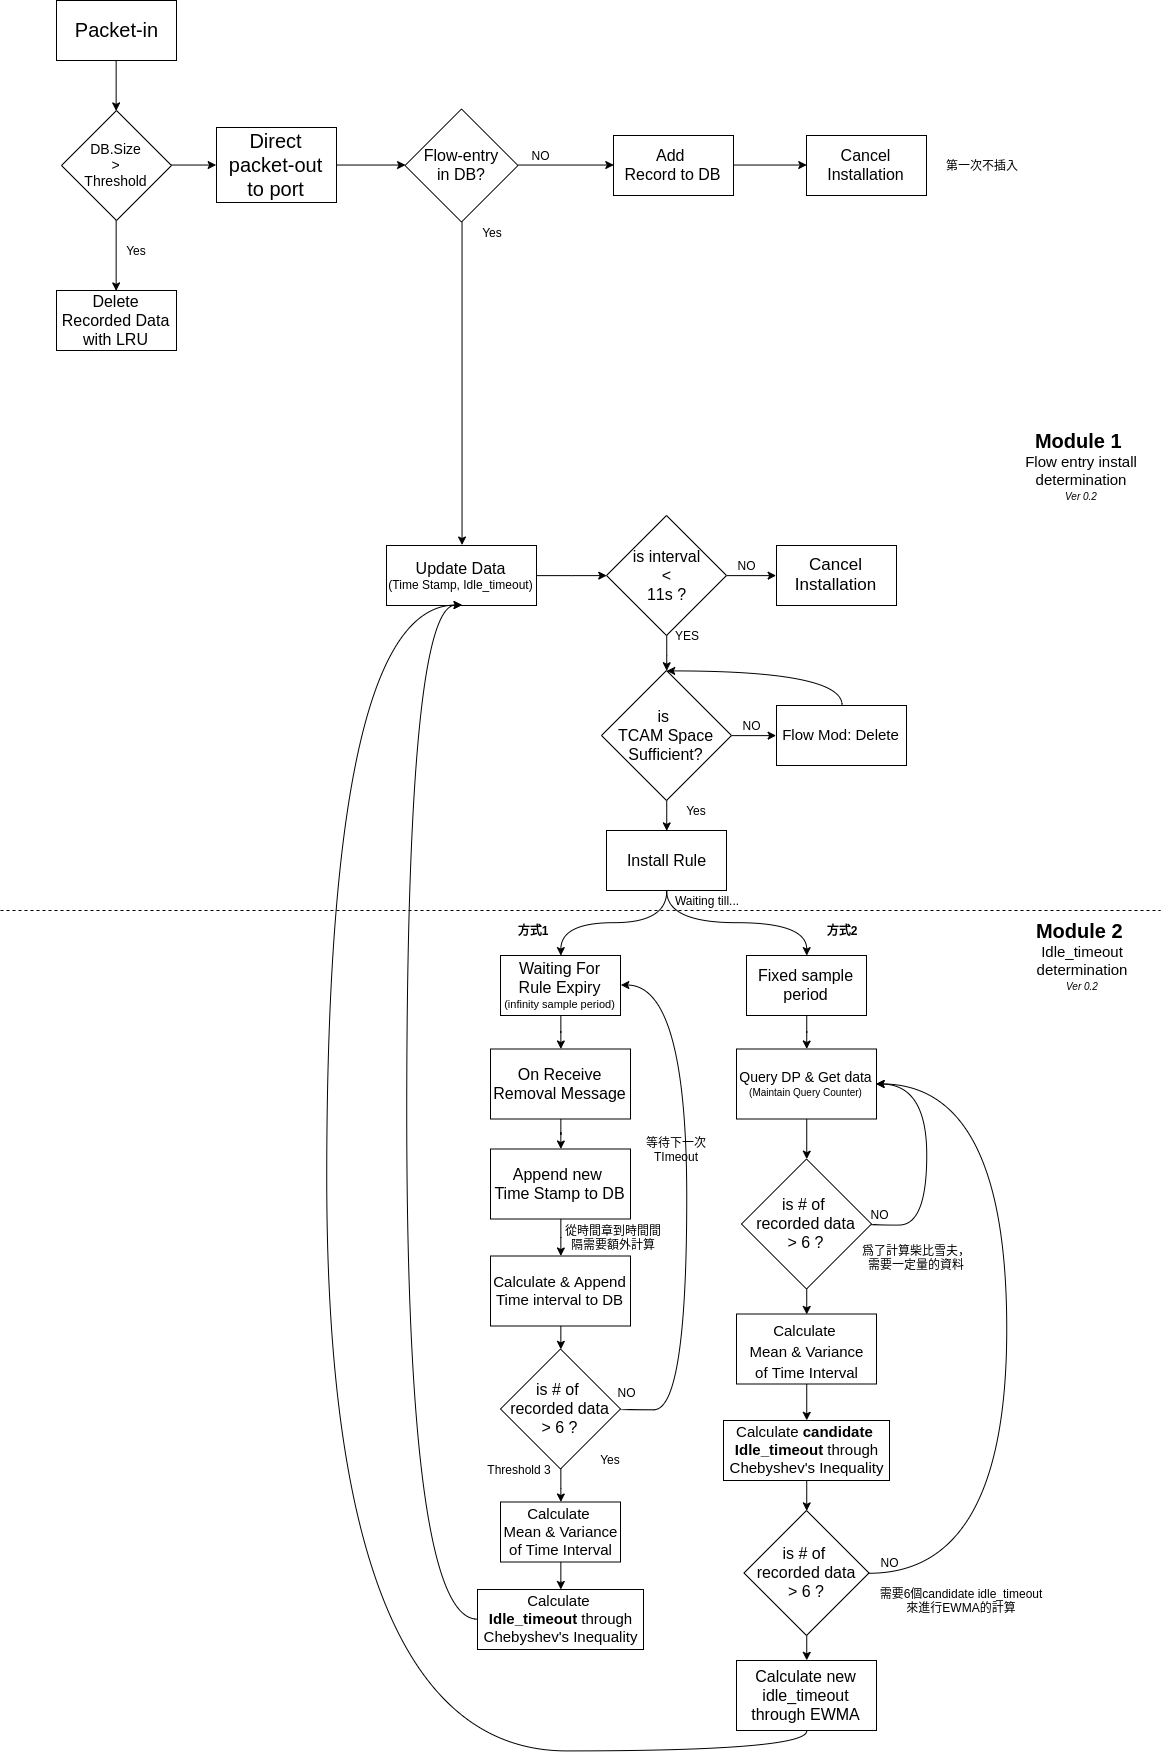 Packet-in
DB.Size
>
Threshold
Direct
packet-out
to port
Flow-entry
in DB?
NO
Add
Record to DB
Cancel
Installation
第一次不插入
Yes
Yes
Delete
Recorded Data
with LRU
Module 1
Flow entry install
determination
Ver 0.2
Update Data
(Time Stamp, Idle_timeout)
is interval
<
11s ?
NO
Cancel
Installation
YES
is
TCAM Space
Sufficient?
NO
Flow Mod: Delete
Yes
Install Rule
Waiting till...
Module 2
Idle_timeout
determination
Ver 0.2
方式1
方式2
Waiting For
Rule Expiry
(infinity sample period)
On Receive
Removal Message
等待下一次
TImeout
Append new
Time Stamp to DB
從時間章到時間間
隔需要額外計算
Calculate & Append
Time interval to DB
is # of
recorded data
> 6 ?
NO
Yes
Threshold 3
Calculate
Mean & Variance
of Time Interval
Calculate
Idle_timeout through
Chebyshev's Inequality
Fixed sample
period
Query DP & Get data
(Maintain Query Counter)
is # of
recorded data
> 6 ?
NO
爲了計算柴比雪夫，
需要一定量的資料
Calculate
Mean & Variance
of Time Interval
Calculate candidate
Idle_timeout through
Chebyshev's Inequality
is # of
recorded data
> 6 ?
NO
需要6個candidate idle_timeout
來進行EWMA的計算
Calculate new
idle_timeout
through EWMA